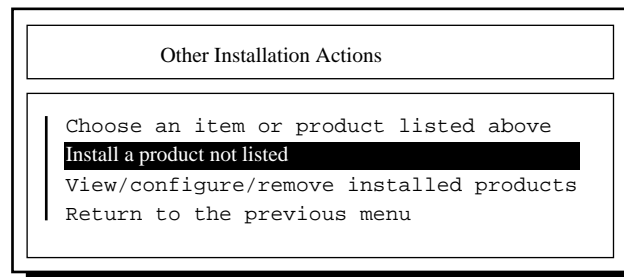 Other Installation Actions
Choose an item or product listed above
Install a product not listed
View/configure/remove installed products
Return to the previous menu